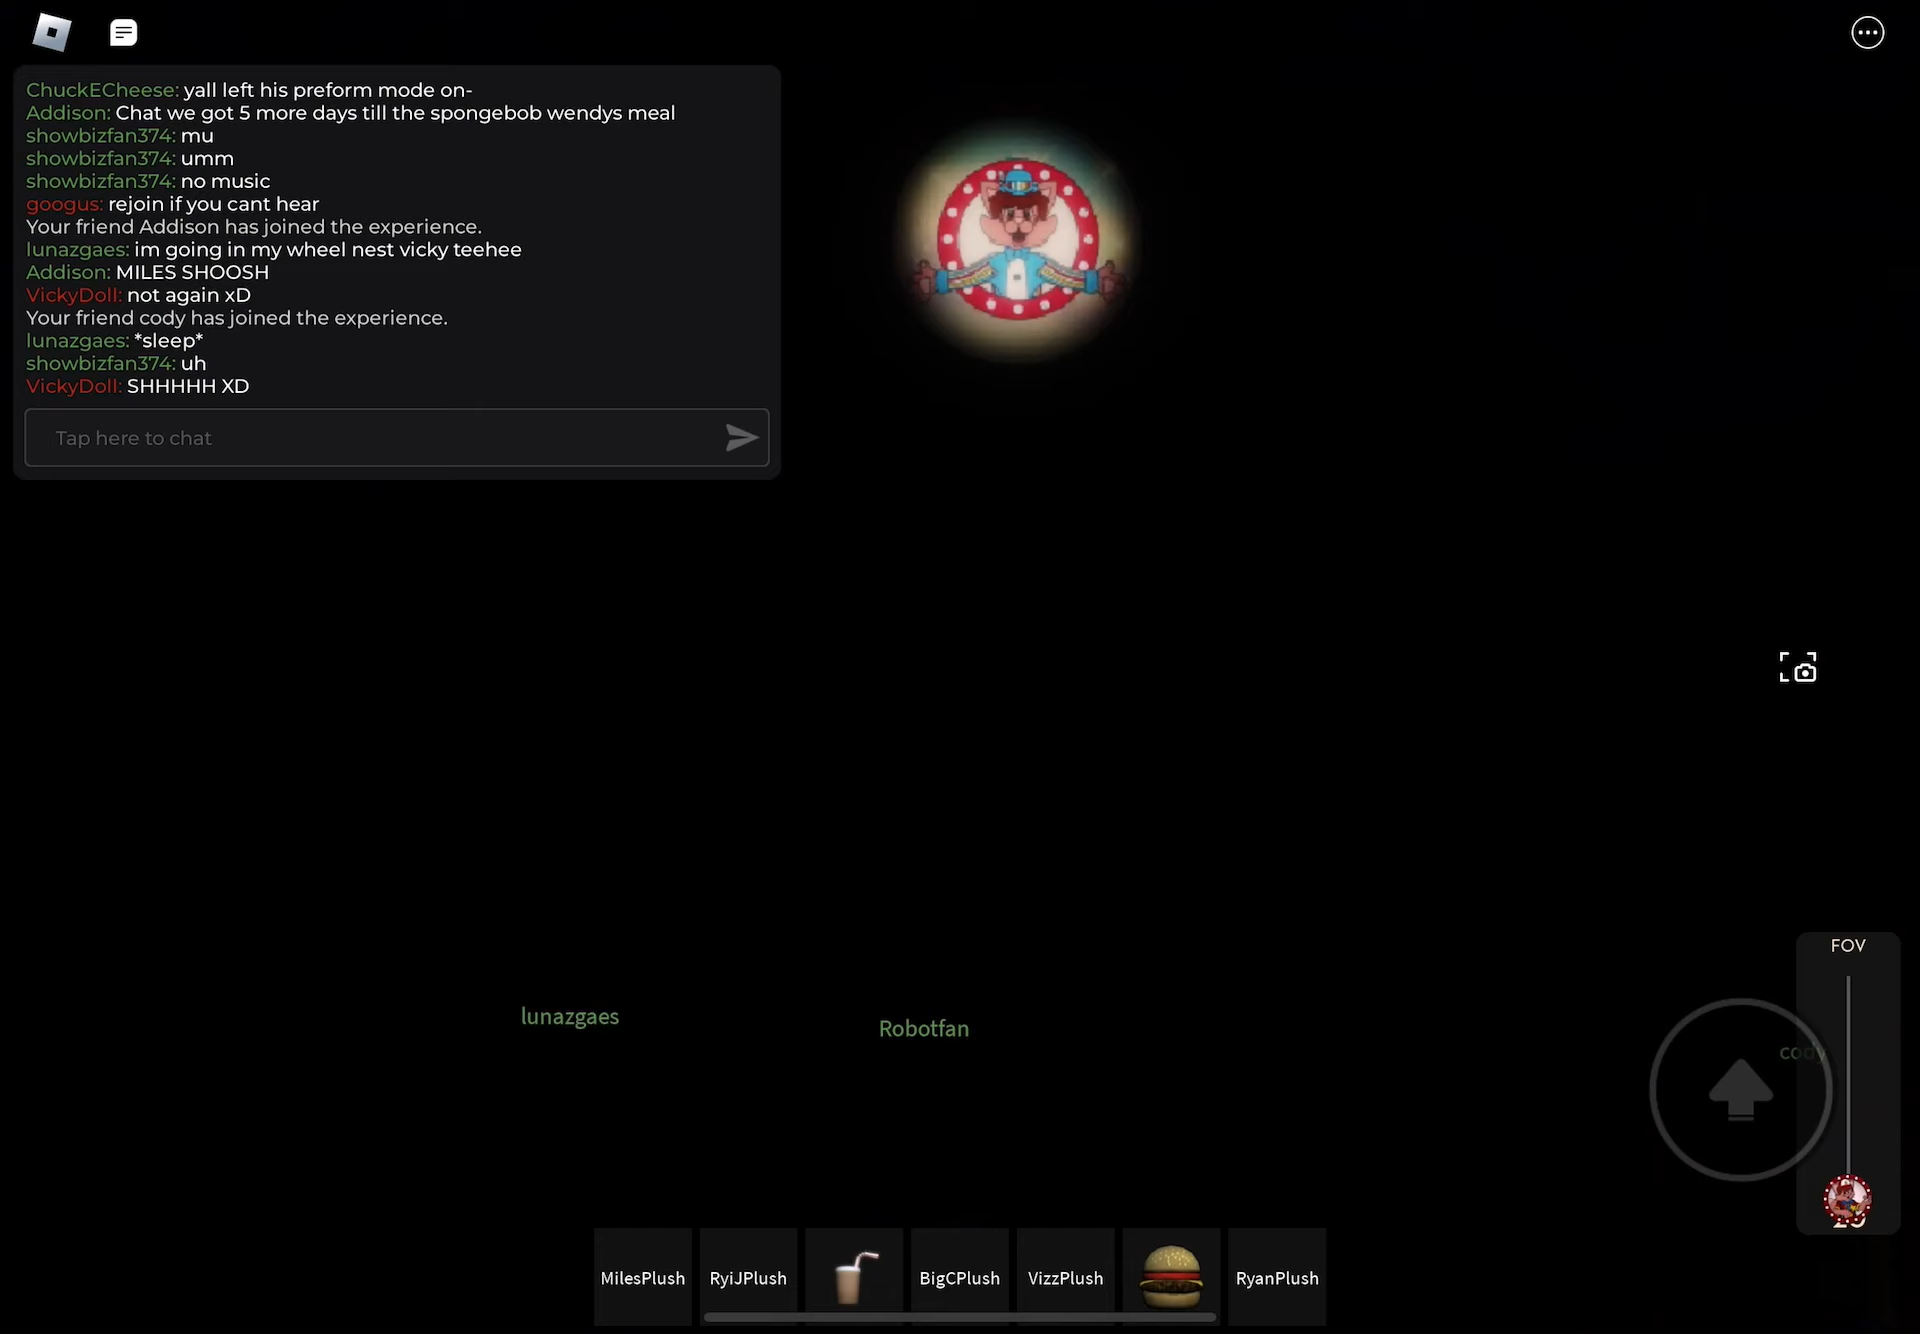 ChuckECheese: yall left his preform mode on-
Addison: Chat we got 5 more days till the spongebob wendys meal
showbizfan374: mu
showbizfan374: umm
showbizfan374: no music
googus: rejoin if you cant hear
Your friend Addison has joined the experience.
lunazgaes: im going in my wheel nest vicky teehee
Addison: MILES SHOOSH
VickyDoll: not again xD
Your friend cody has joined the experience.
lunazgaes: *sleep*
showbizfan374: uh
VickyDoll: SHHHHH XD
Tap here to chat
FOV
lunazgaes
Robotfan
cody
MilesPlush
RyiJPlush
BigCPlush
VizzPlush
RyanPlush